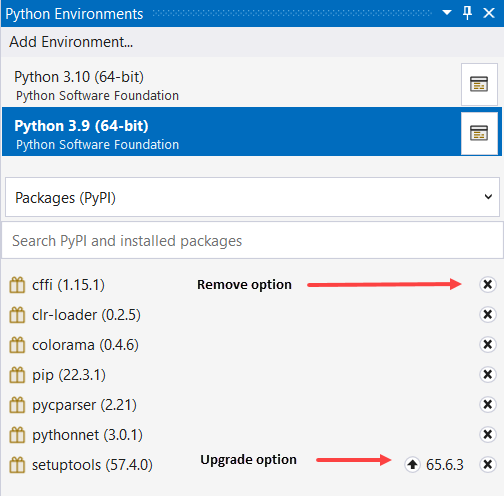 Python Environments
Add Environment...
Python 3.10 (64-bit)
Python Software Foundation
Python 3.9 (64-bit)
Python Software Foundation
Packages (PyPI)
Search PyPI and installed packages
cffi (1.15.1) Remove option
clr-loader (0.2.5)
colorama (0.4.6)
pip (22.3.1)
pycparser (2.21)
pythonnet (3.0.1)
setuptools (57.4.0) Upgrade option 65.6.3